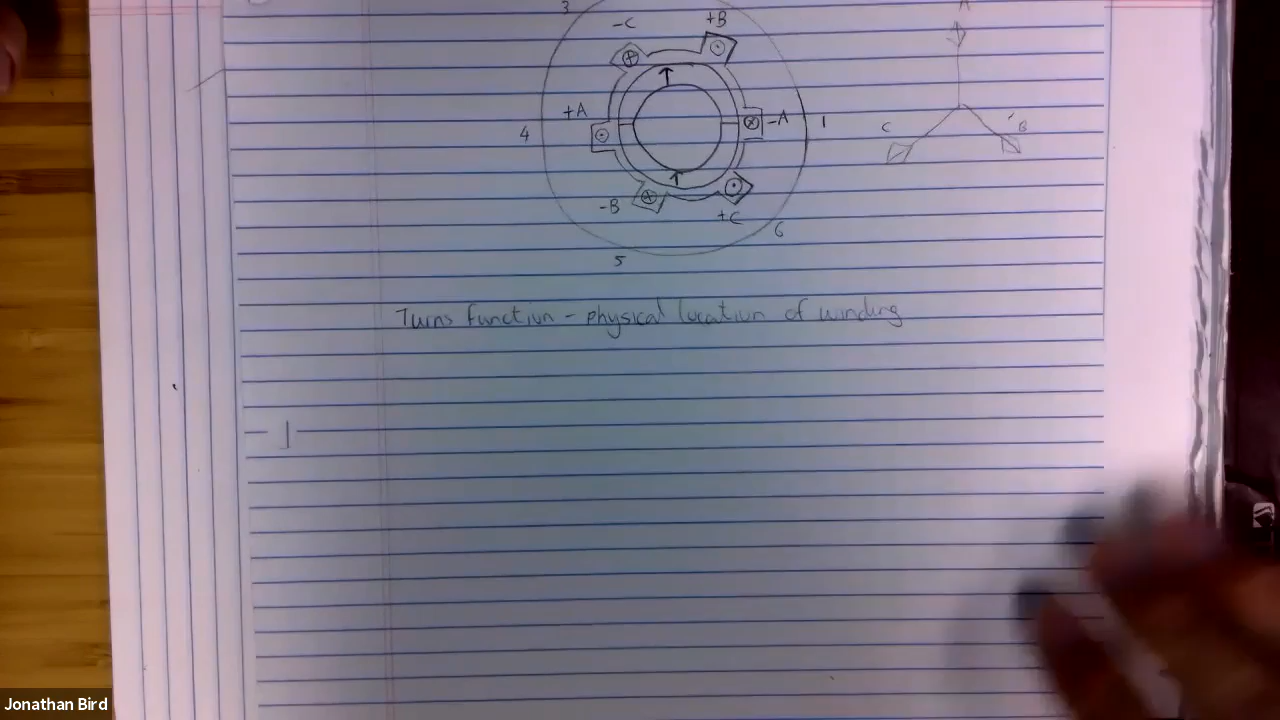 A
3
-C
+B
+A
-A
4
1
C
B
-B
+C
6
5
Turns function - physical location of winding
Jonathan Bird